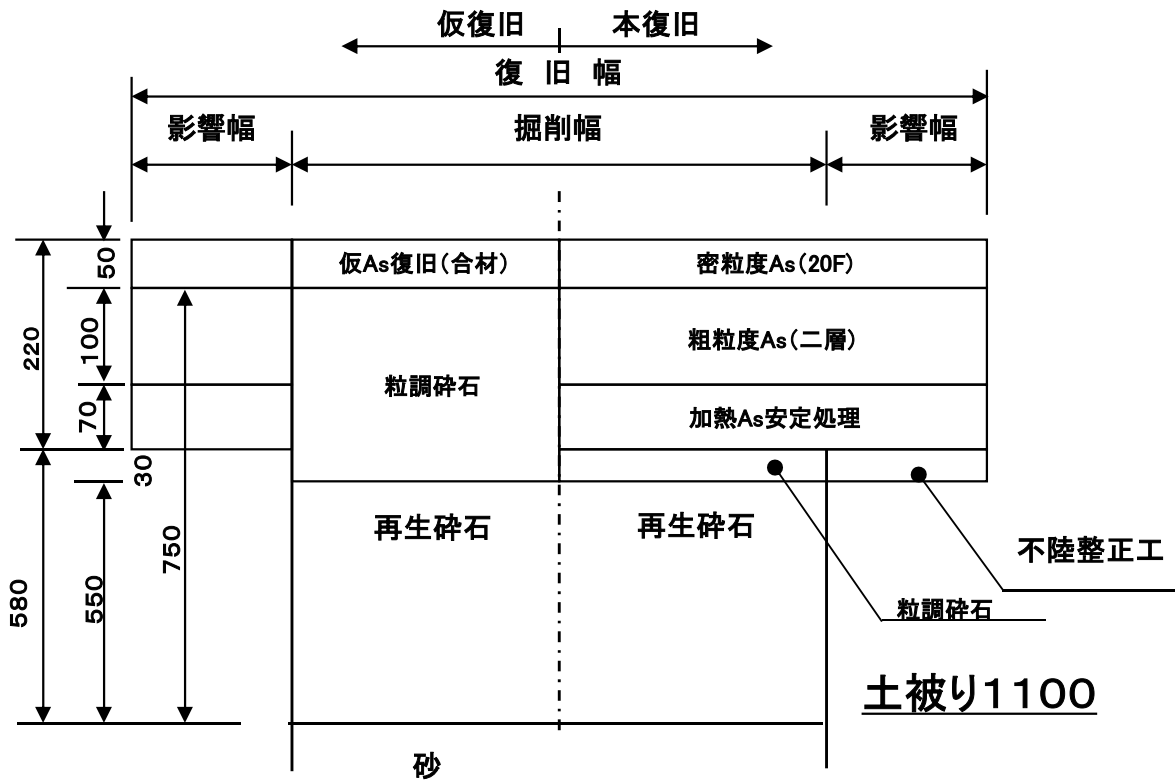 仮復旧 本復旧
復 旧 幅
影響幅 掘削幅 影響幅
50 仮As復旧(合材) 密粒度As(20F)
220 100 粗粒度As(二層)
粒調砕石
70 加熱As安定処理
30
再生砕石 再生砕石
750 不陸整正工
580 550 粒調砕石
土被り1100
砂